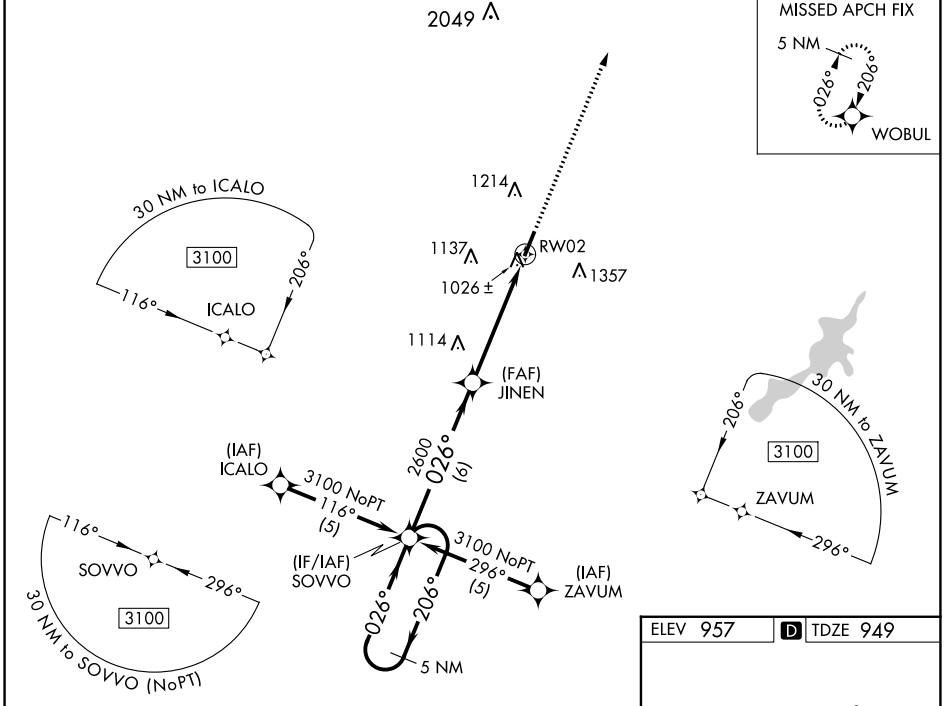 2049
MISSED APCH FIX
5 NM
026°
206°
WOBUL
30 NM to ICALO
3100
116°
206°
ICALO
1214
1137
RW02
1026 ±
1357
1114
(FAF)
JINEN
2600
026°
(6)
(IAF)
ICALO
3100 NoPT
116°
(5)
(IF/IAF)
SOVVO
3100 NoPT
296°
(5)
(IAF)
ZAVUM
026°
206°
5 NM
30 NM to ZAVUM
206°
3100
ZAVUM
296°
116°
SOVVO
296°
3100
30 NM to SOVVO (NoPT)
ELEV 957
D
TDZE 949